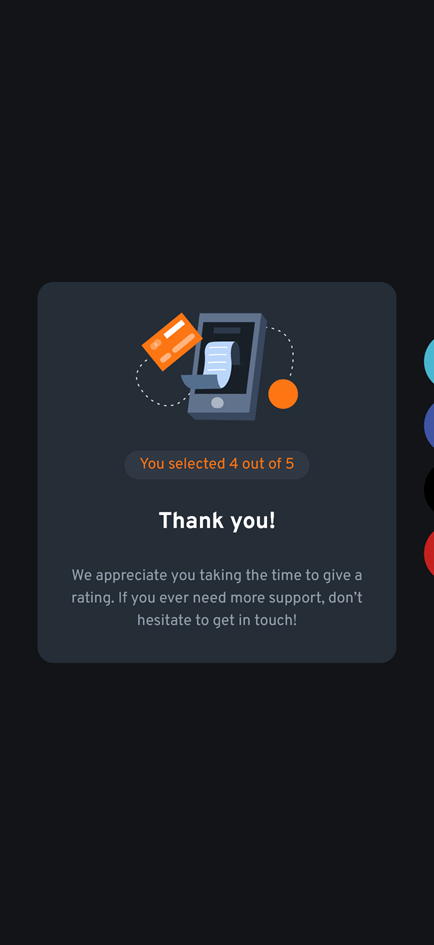 You selected 4 out of 5
Thank you!
We appreciate you taking the time to give a
rating. If you ever need more support, don’t
hesitate to get in touch!